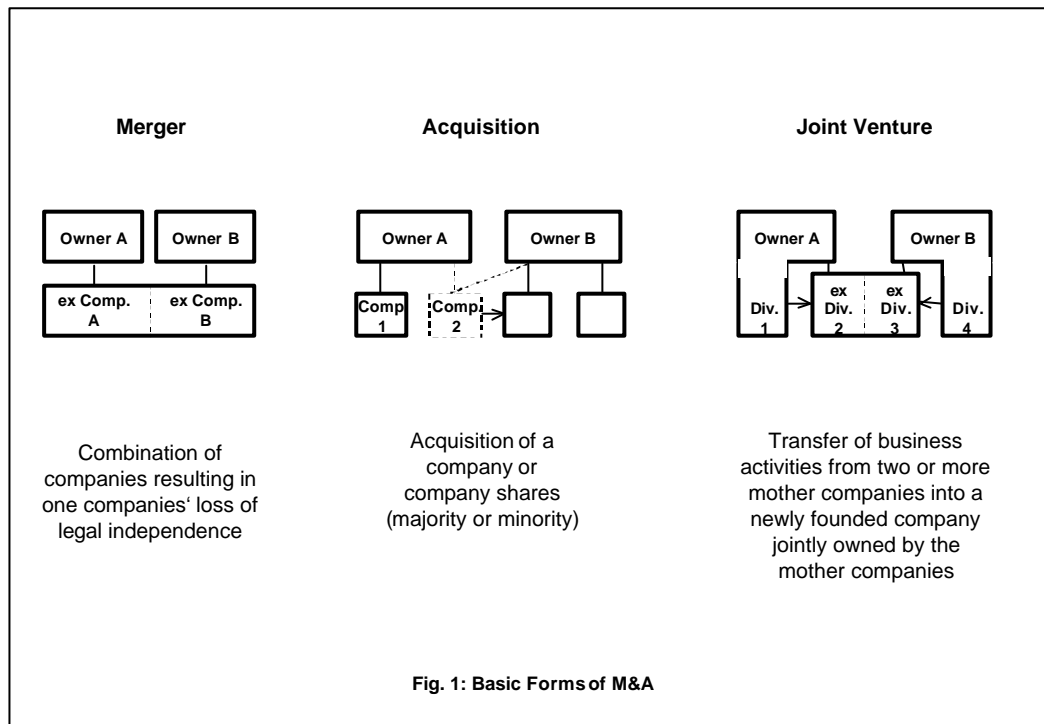 Merger
Owner A
Owner B
ex Comp.
A
ex Comp.
B
Combination of
companies resulting in
one companies‘ loss of
legal independence
Acquisition
Owner A
Owner B
Comp.
1
Comp.
2
Acquisition of a
company or
company shares
(majority or minority)
Joint Venture
Owner A
Owner B
Div.
1
ex
Div.
2
ex
Div.
3
Div.
4
Transfer of business
activities from two or more
mother companies into a
newly founded company
jointly owned by the
mother companies
Fig. 1: Basic Forms of M&A